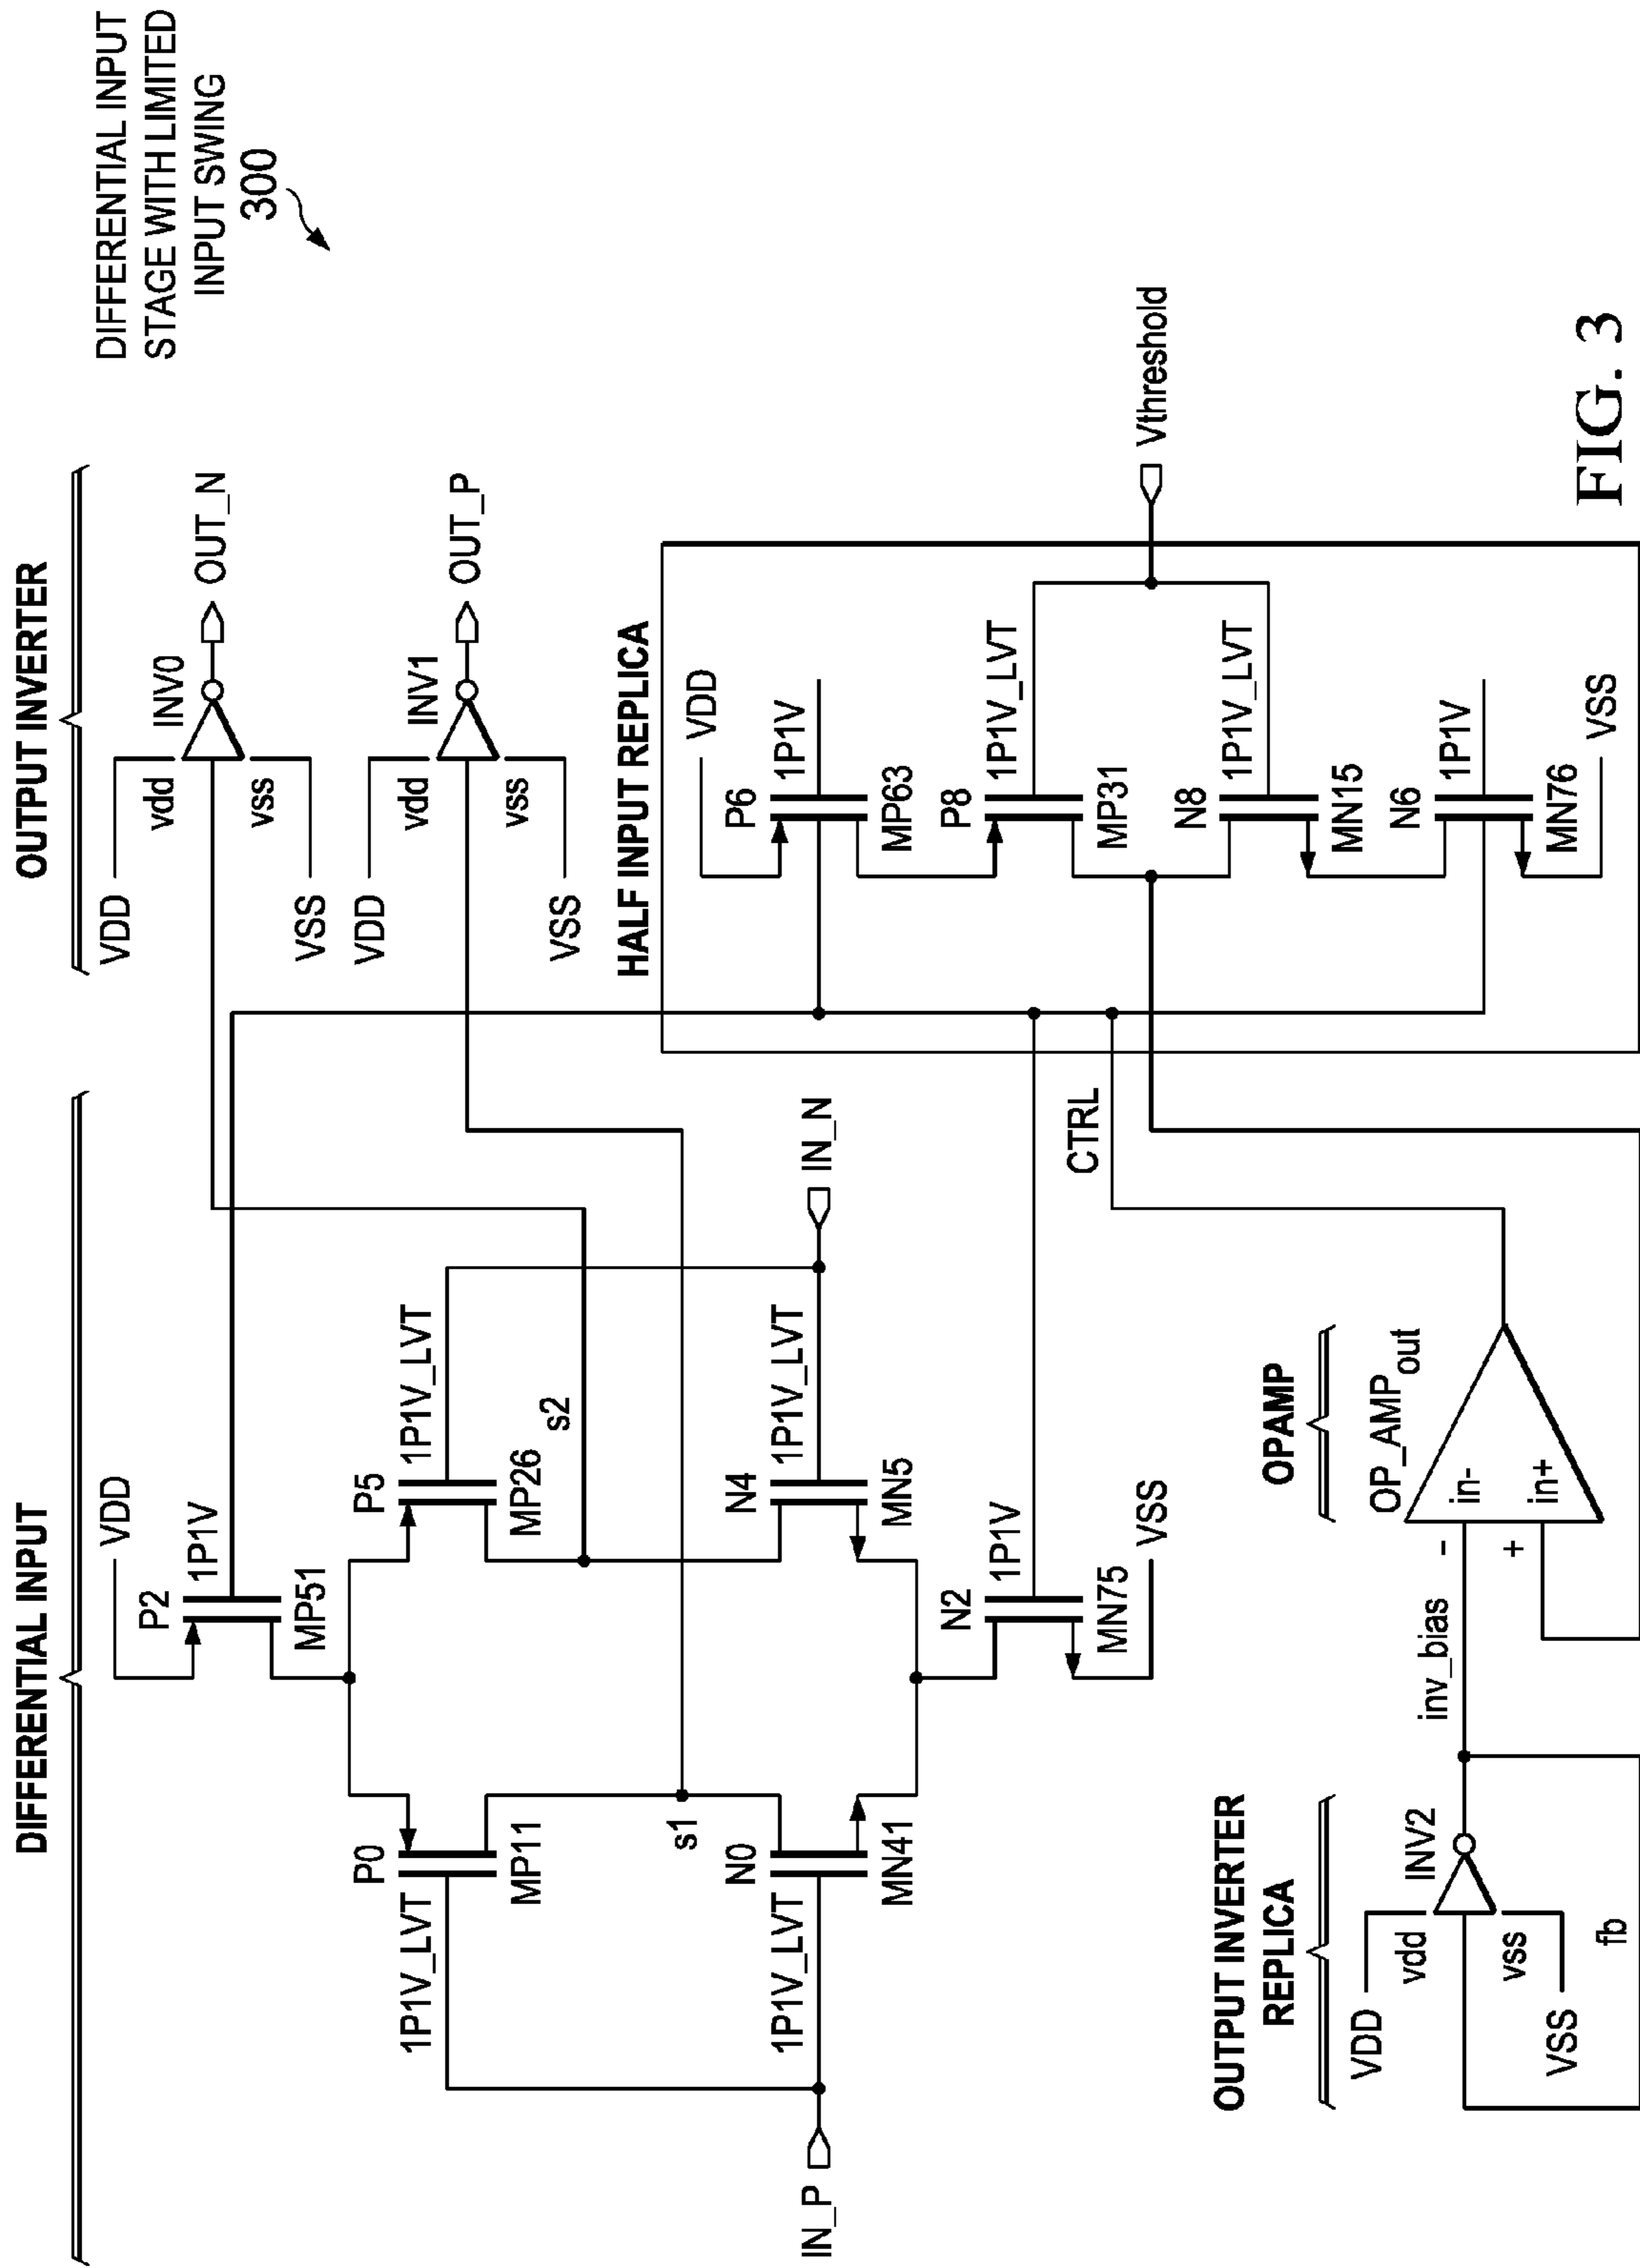 DIFFERENTIAL INPUT
STAGE WITH LIMITED
INPUT SWING
300
DIFFERENTIAL INPUT
VDD
P2
1P1V
MP51
P0
1P1V_LVT
MP11
P5
1P1V_LVT
MP26
s1
s2
N0
1P1V_LVT
MN41
N4
1P1V_LVT
MN5
IN_P
IN_N
N2
1P1V
MN75
VSS
OUTPUT INVERTER
VDD
vdd
INV0
OUT_N
vss
VSS
VDD
vdd
INV1
OUT_P
vss
VSS
HALF INPUT REPLICA
VDD
P6
1P1V
MP63
P8
1P1V_LVT
MP31
Vthreshold
N8
1P1V_LVT
MN15
N6
1P1V
MN76
VSS
CTRL
OUTPUT INVERTER
REPLICA
VDD
vdd
INV2
vss
VSS
fb
inv_bias
OPAMP
OP_AMP
out
-
in-
+
in+
FIG. 3